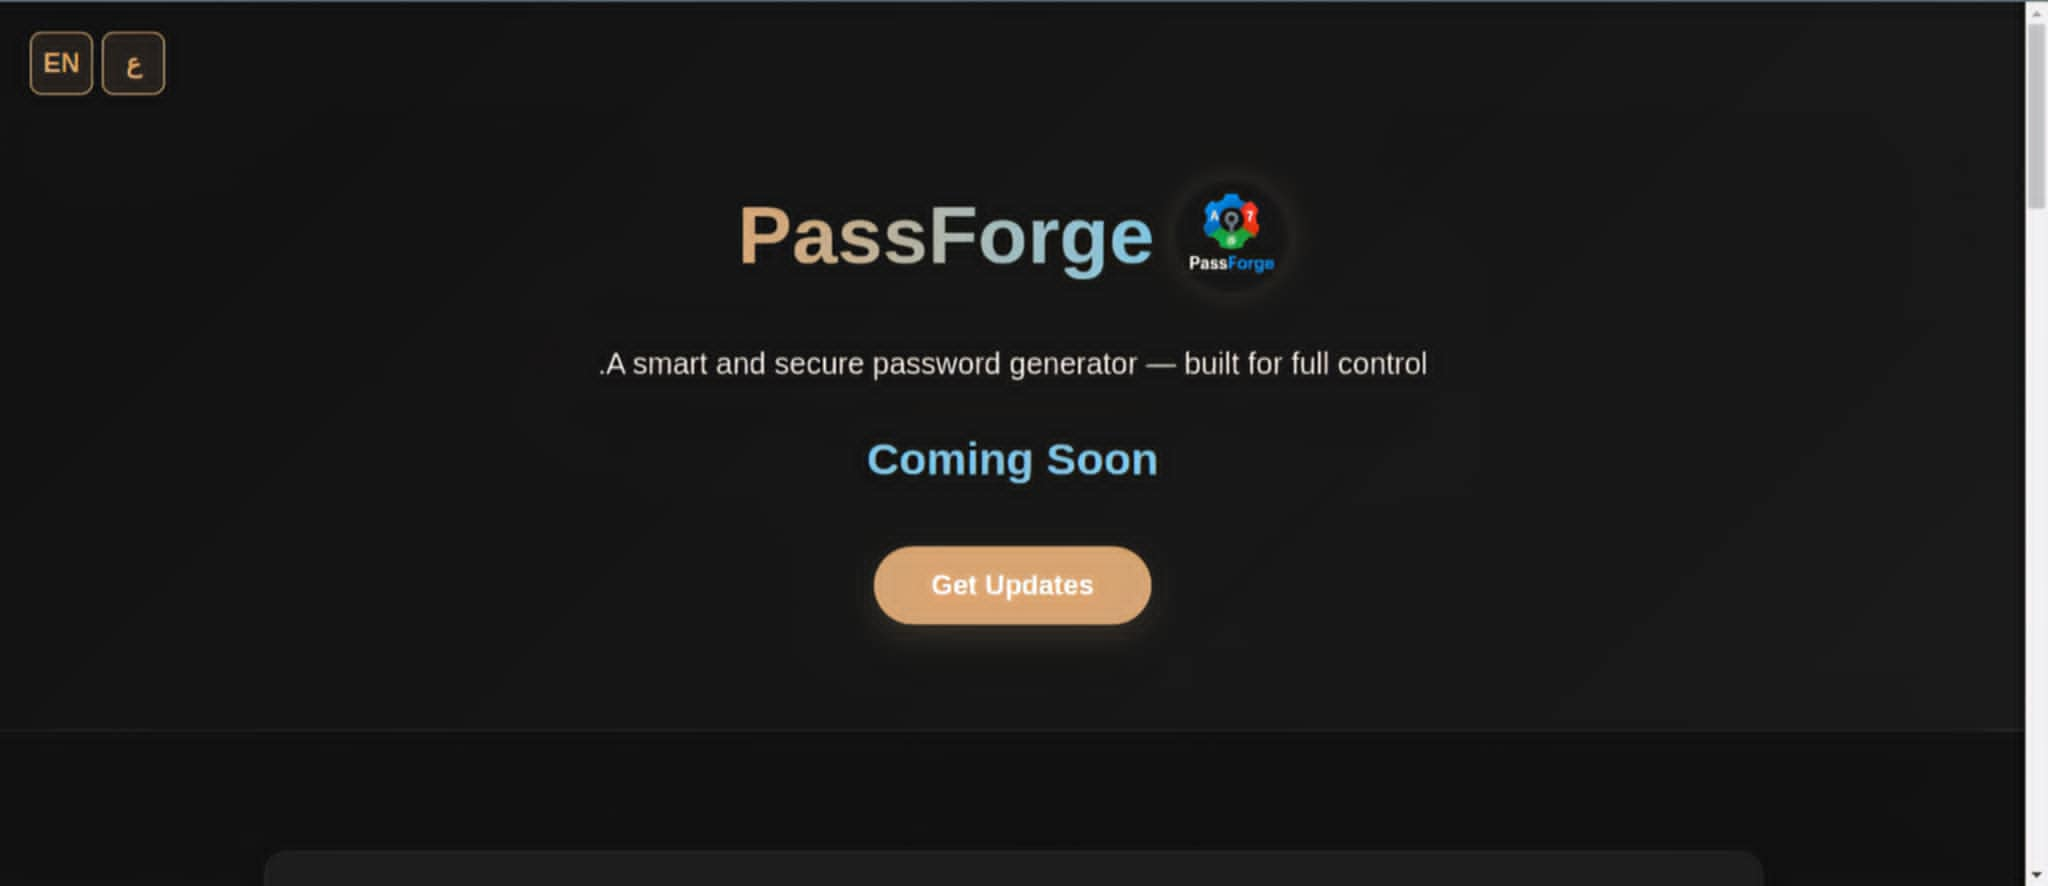 EN ع
PassForge
A 7
PassForge
.A smart and secure password generator — built for full control
Coming Soon
Get Updates